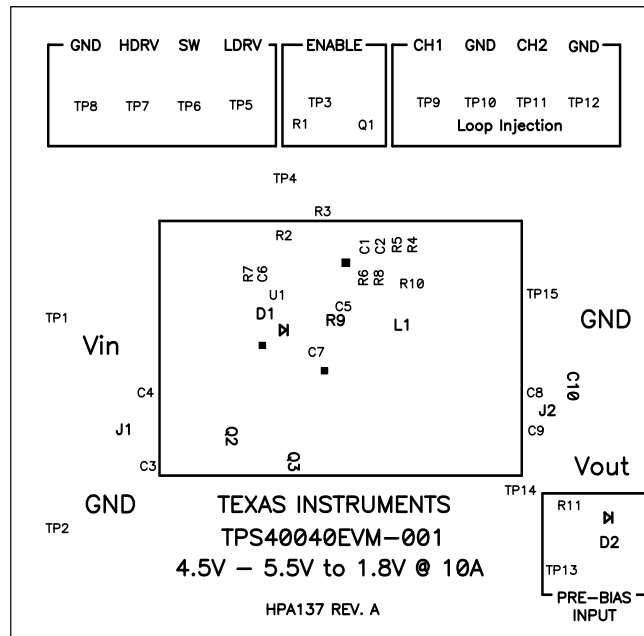 GND HDRV SW LDRV
ENABLE
CH1 GND CH2 GND
TP8 TP7 TP6 TP5
TP3
TP9 TP10 TP11 TP12
R1 Q1
Loop Injection
TP4
R3
R2
C1 C2 R5 R4
R7 C6
R6 R8 R10
U1
TP15
D1
C5
R9
L1
TP1
GND
Vin
C7
C4
C8
C10
J2
J1
Q2
C9
Q3
C3
Vout
GND
TP14
TEXAS INSTRUMENTS
R11
TP2
TPS40040EVM-001
D2
4.5V - 5.5V to 1.8V @ 10A
TP13
PRE-BIAS
INPUT
HPA137 REV. A